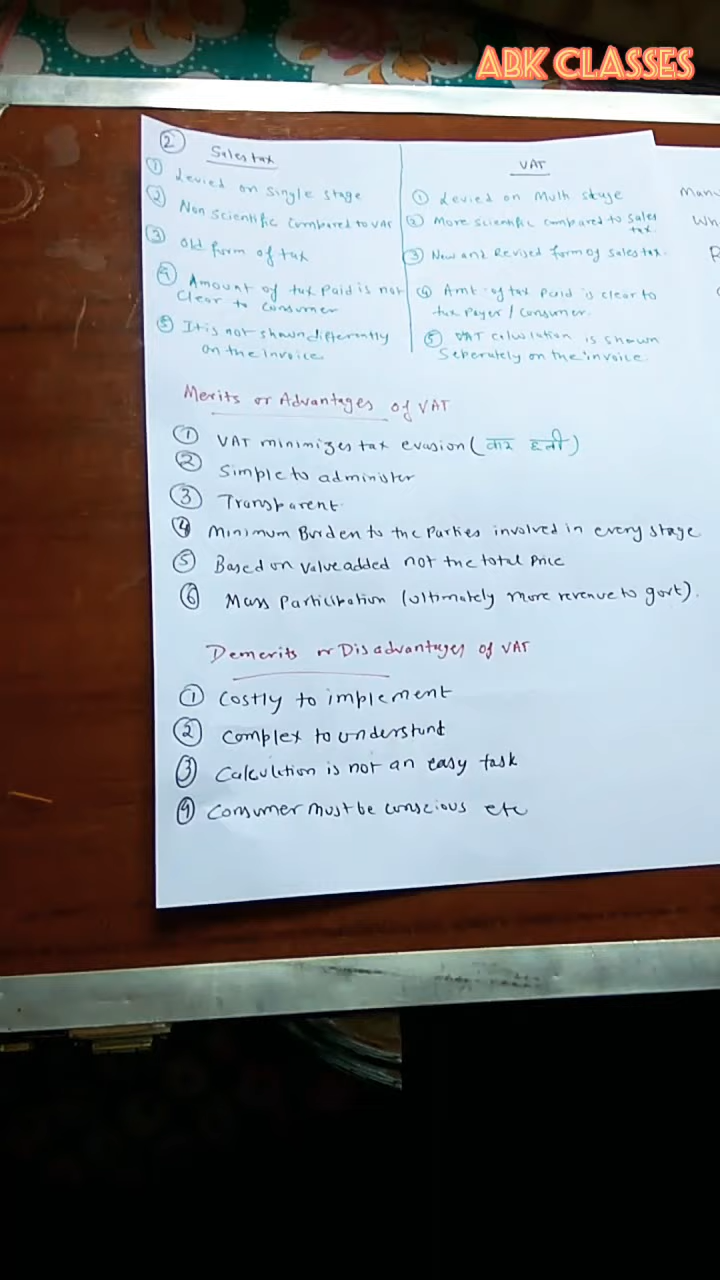 ABK CLASSES
2
Sales tax
① Levied on single stage
② Non scientific compared to VAT
③ Old form of tax
④ Amount of tax paid is not
clear to consumer
⑤ It is not shown differently
on the invoice
VAT
① Levied on Multi stage
② More scientific compared to sales
tax
③ New and Revised form of sales tax.
④ Amt. of tax paid is clear to
tax payer / consumer.
⑤ VAT calculation is shown
Seberately on the invoice
Merits or Advantages of VAT
① VAT minimizes tax evasion (कर छली)
② Simple to administer
③ Transparent
④ Minimum Burden to the Parties involved in every stage
⑤ Based on value added not the total price
⑥ Mass Participation (ultimately more revenue to govt).
Demerits or Disadvantages of VAT
① Costly to implement
② Complex to understand
③ Calculation is not an easy task
④ Consumer must be conscious etc